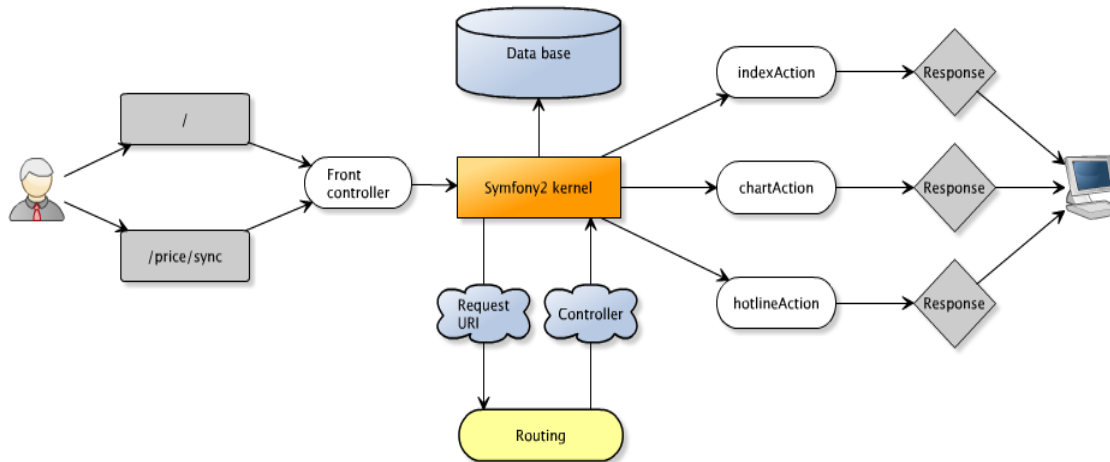 Data base
indexAction
Response
/
Front
controller
Symfony2 kernel
chartAction
Response
/price/sync
Request
URI
Controller
hotlineAction
Response
Routing